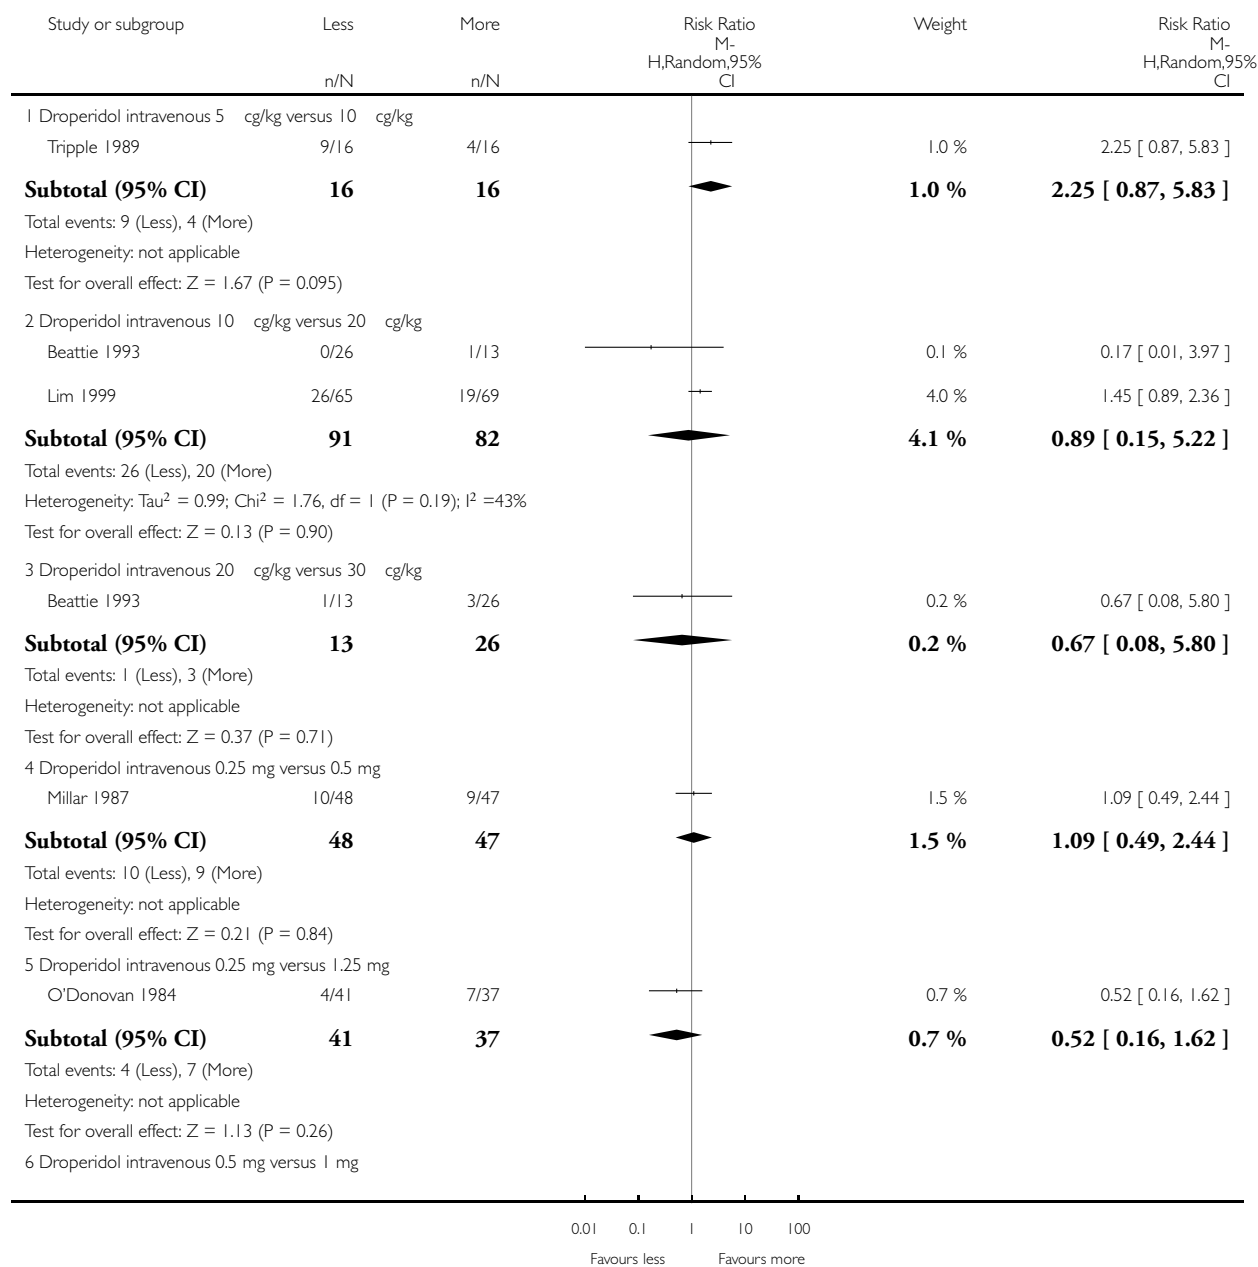 Study or subgroup Less More Risk Ratio Weight Risk Ratio
M- M-
H,Random,95% H,Random,95%
n/N n/N CI CI
1 Droperidol intravenous 5 cg/kg versus 10 cg/kg
Tripple 1989 9/16 4/16 1.0 % 2.25 [ 0.87, 5.83 ]
Subtotal (95% CI) 16 16 1.0 % 2.25 [ 0.87, 5.83 ]
Total events: 9 (Less), 4 (More)
Heterogeneity: not applicable
Test for overall effect: Z = 1.67 (P = 0.095)
2 Droperidol intravenous 10 cg/kg versus 20 cg/kg
Beattie 1993 0/26 1/13 0.1 % 0.17 [ 0.01, 3.97 ]
Lim 1999 26/65 19/69 4.0 % 1.45 [ 0.89, 2.36 ]
Subtotal (95% CI) 91 82 4.1 % 0.89 [ 0.15, 5.22 ]
Total events: 26 (Less), 20 (More)
Heterogeneity: Tau² = 0.99; Chi² = 1.76, df = 1 (P = 0.19); I² =43%
Test for overall effect: Z = 0.13 (P = 0.90)
3 Droperidol intravenous 20 cg/kg versus 30 cg/kg
Beattie 1993 1/13 3/26 0.2 % 0.67 [ 0.08, 5.80 ]
Subtotal (95% CI) 13 26 0.2 % 0.67 [ 0.08, 5.80 ]
Total events: 1 (Less), 3 (More)
Heterogeneity: not applicable
Test for overall effect: Z = 0.37 (P = 0.71)
4 Droperidol intravenous 0.25 mg versus 0.5 mg
Millar 1987 10/48 9/47 1.5 % 1.09 [ 0.49, 2.44 ]
Subtotal (95% CI) 48 47 1.5 % 1.09 [ 0.49, 2.44 ]
Total events: 10 (Less), 9 (More)
Heterogeneity: not applicable
Test for overall effect: Z = 0.21 (P = 0.84)
5 Droperidol intravenous 0.25 mg versus 1.25 mg
O'Donovan 1984 4/41 7/37 0.7 % 0.52 [ 0.16, 1.62 ]
Subtotal (95% CI) 41 37 0.7 % 0.52 [ 0.16, 1.62 ]
Total events: 4 (Less), 7 (More)
Heterogeneity: not applicable
Test for overall effect: Z = 1.13 (P = 0.26)
6 Droperidol intravenous 0.5 mg versus 1 mg
0.01 0.1 1 10 100
Favours less Favours more